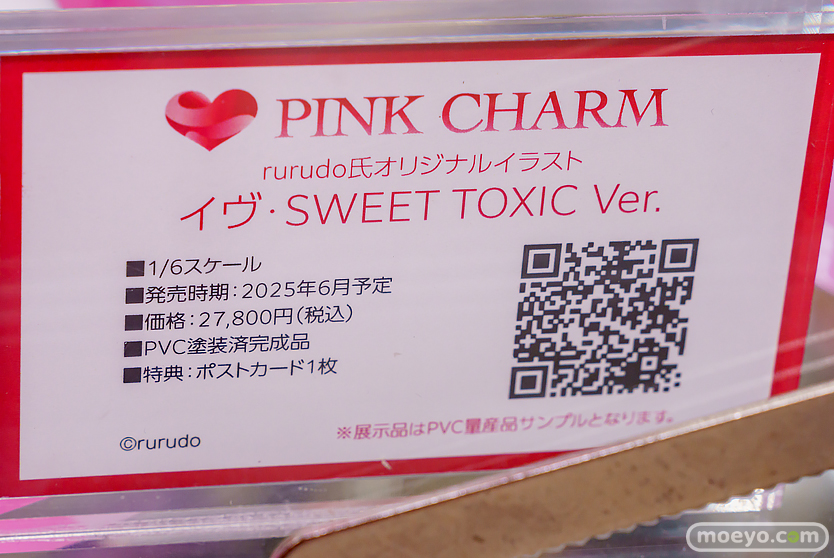 PINK CHARM
rurudo氏オリジナルイラスト
イヴ・SWEET TOXIC Ver.
■1/6スケール
■発売時期:2025年6月予定
■価格:27,800円(税込)
■PVC塗装済完成品
■特典:ポストカード1枚
©rurudo
※展示品はPVC量産品サンプルとなります。
moeyo.com